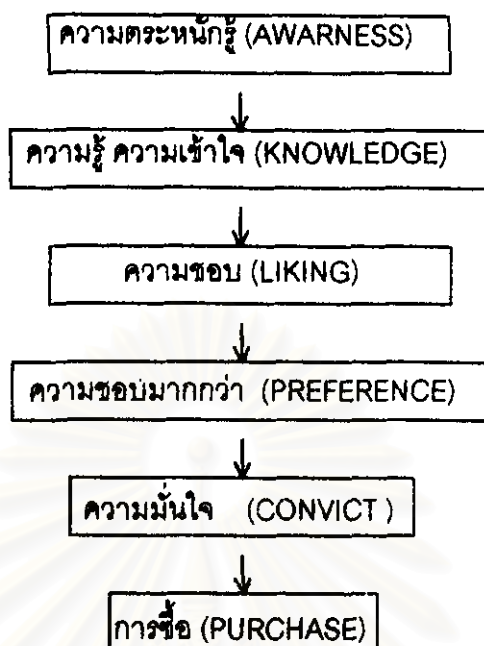 ความตระหนักรู้ (AWARNESS)
ความรู้ ความเข้าใจ (KNOWLEDGE)
ความชอบ (LIKING)
ความชอบมากกว่า (PREFERENCE)
ความมั่นใจ (CONVICT )
การซื้อ (PURCHASE)